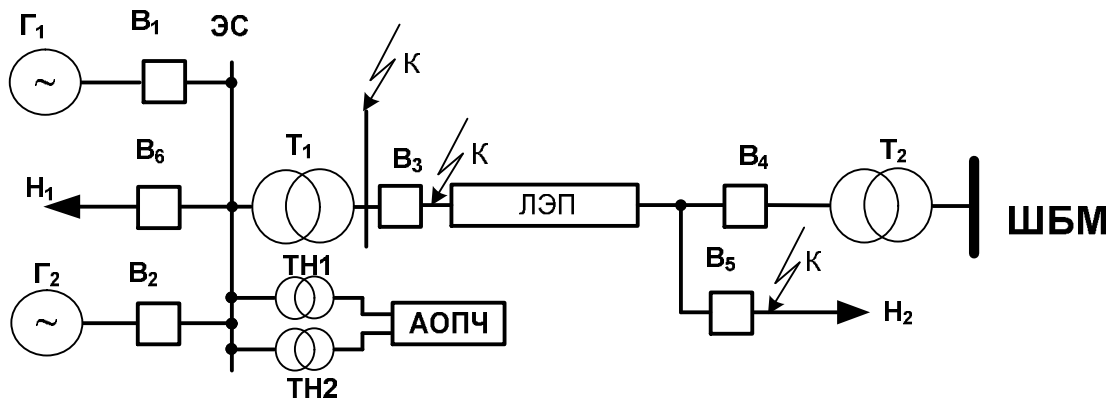 Г₁
В₁
ЭС
К
В₆
Т₁
В₃
К
В₄
Т₂
Н₁
ЛЭП
ШБМ
Г₂
В₂
ТН1
В₅
К
АОПЧ
Н₂
ТН2